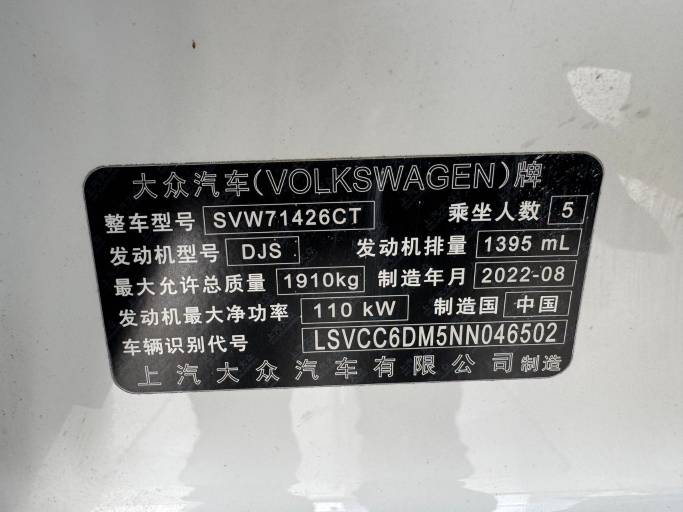 大众汽车(VOLKSWAGEN)牌
整车型号 SVW71426CT 乘坐人数 5
发动机型号 DJS 发动机排量 1395 mL
最大允许总质量 1910kg 制造年月 2022-08
发动机最大净功率 110 kW 制造国 中国
车辆识别代号 LSVCC6DM5NN046502
上汽大众汽车有限公司制造